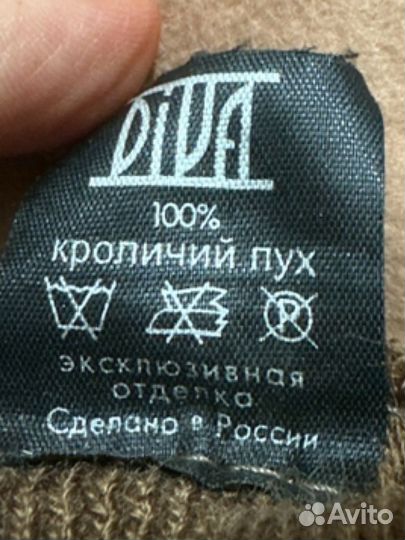 DiVA
100%
кроличий пух
P
эксклюзивная
отделка
Сделано в России
Avito